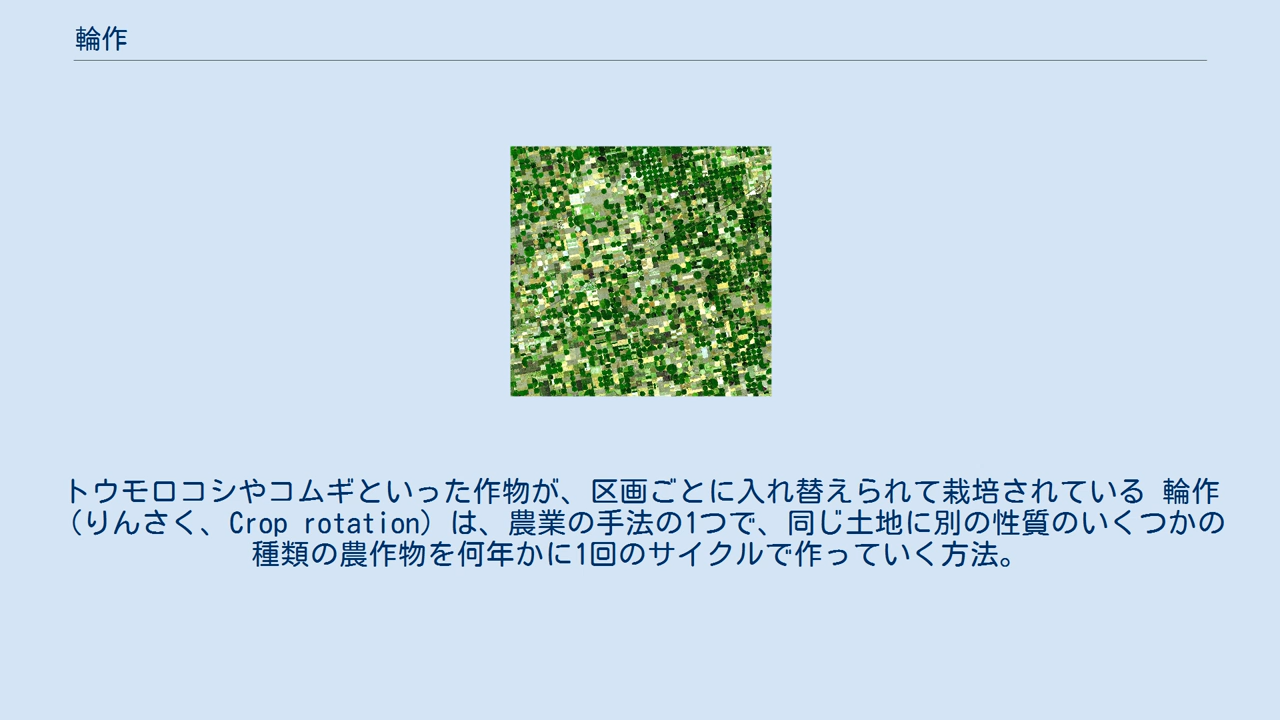 輪作
トウモロコシやコムギといった作物が、区画ごとに入れ替えられて栽培されている 輪作
(りんさく、Crop rotation) は、農業の手法の1つで、同じ土地に別の性質のいくつかの
種類の農作物を何年かに1回のサイクルで作っていく方法。